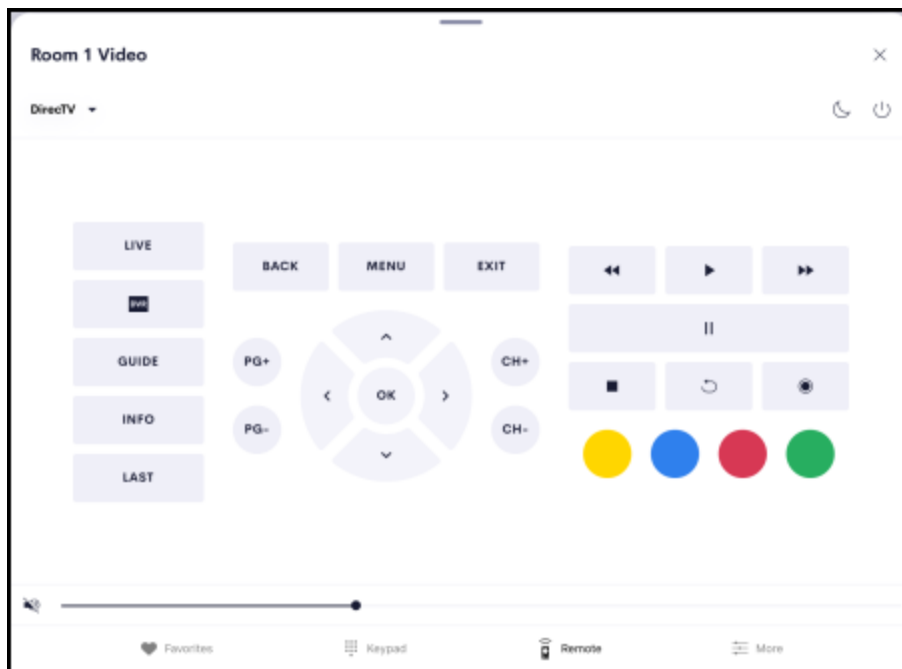 Room 1 Video
DirecTV
LIVE
DVR
GUIDE
INFO
LAST
BACK MENU EXIT
PG+
PG-
OK
CH+
CH-
Favorites Keypad Remote More